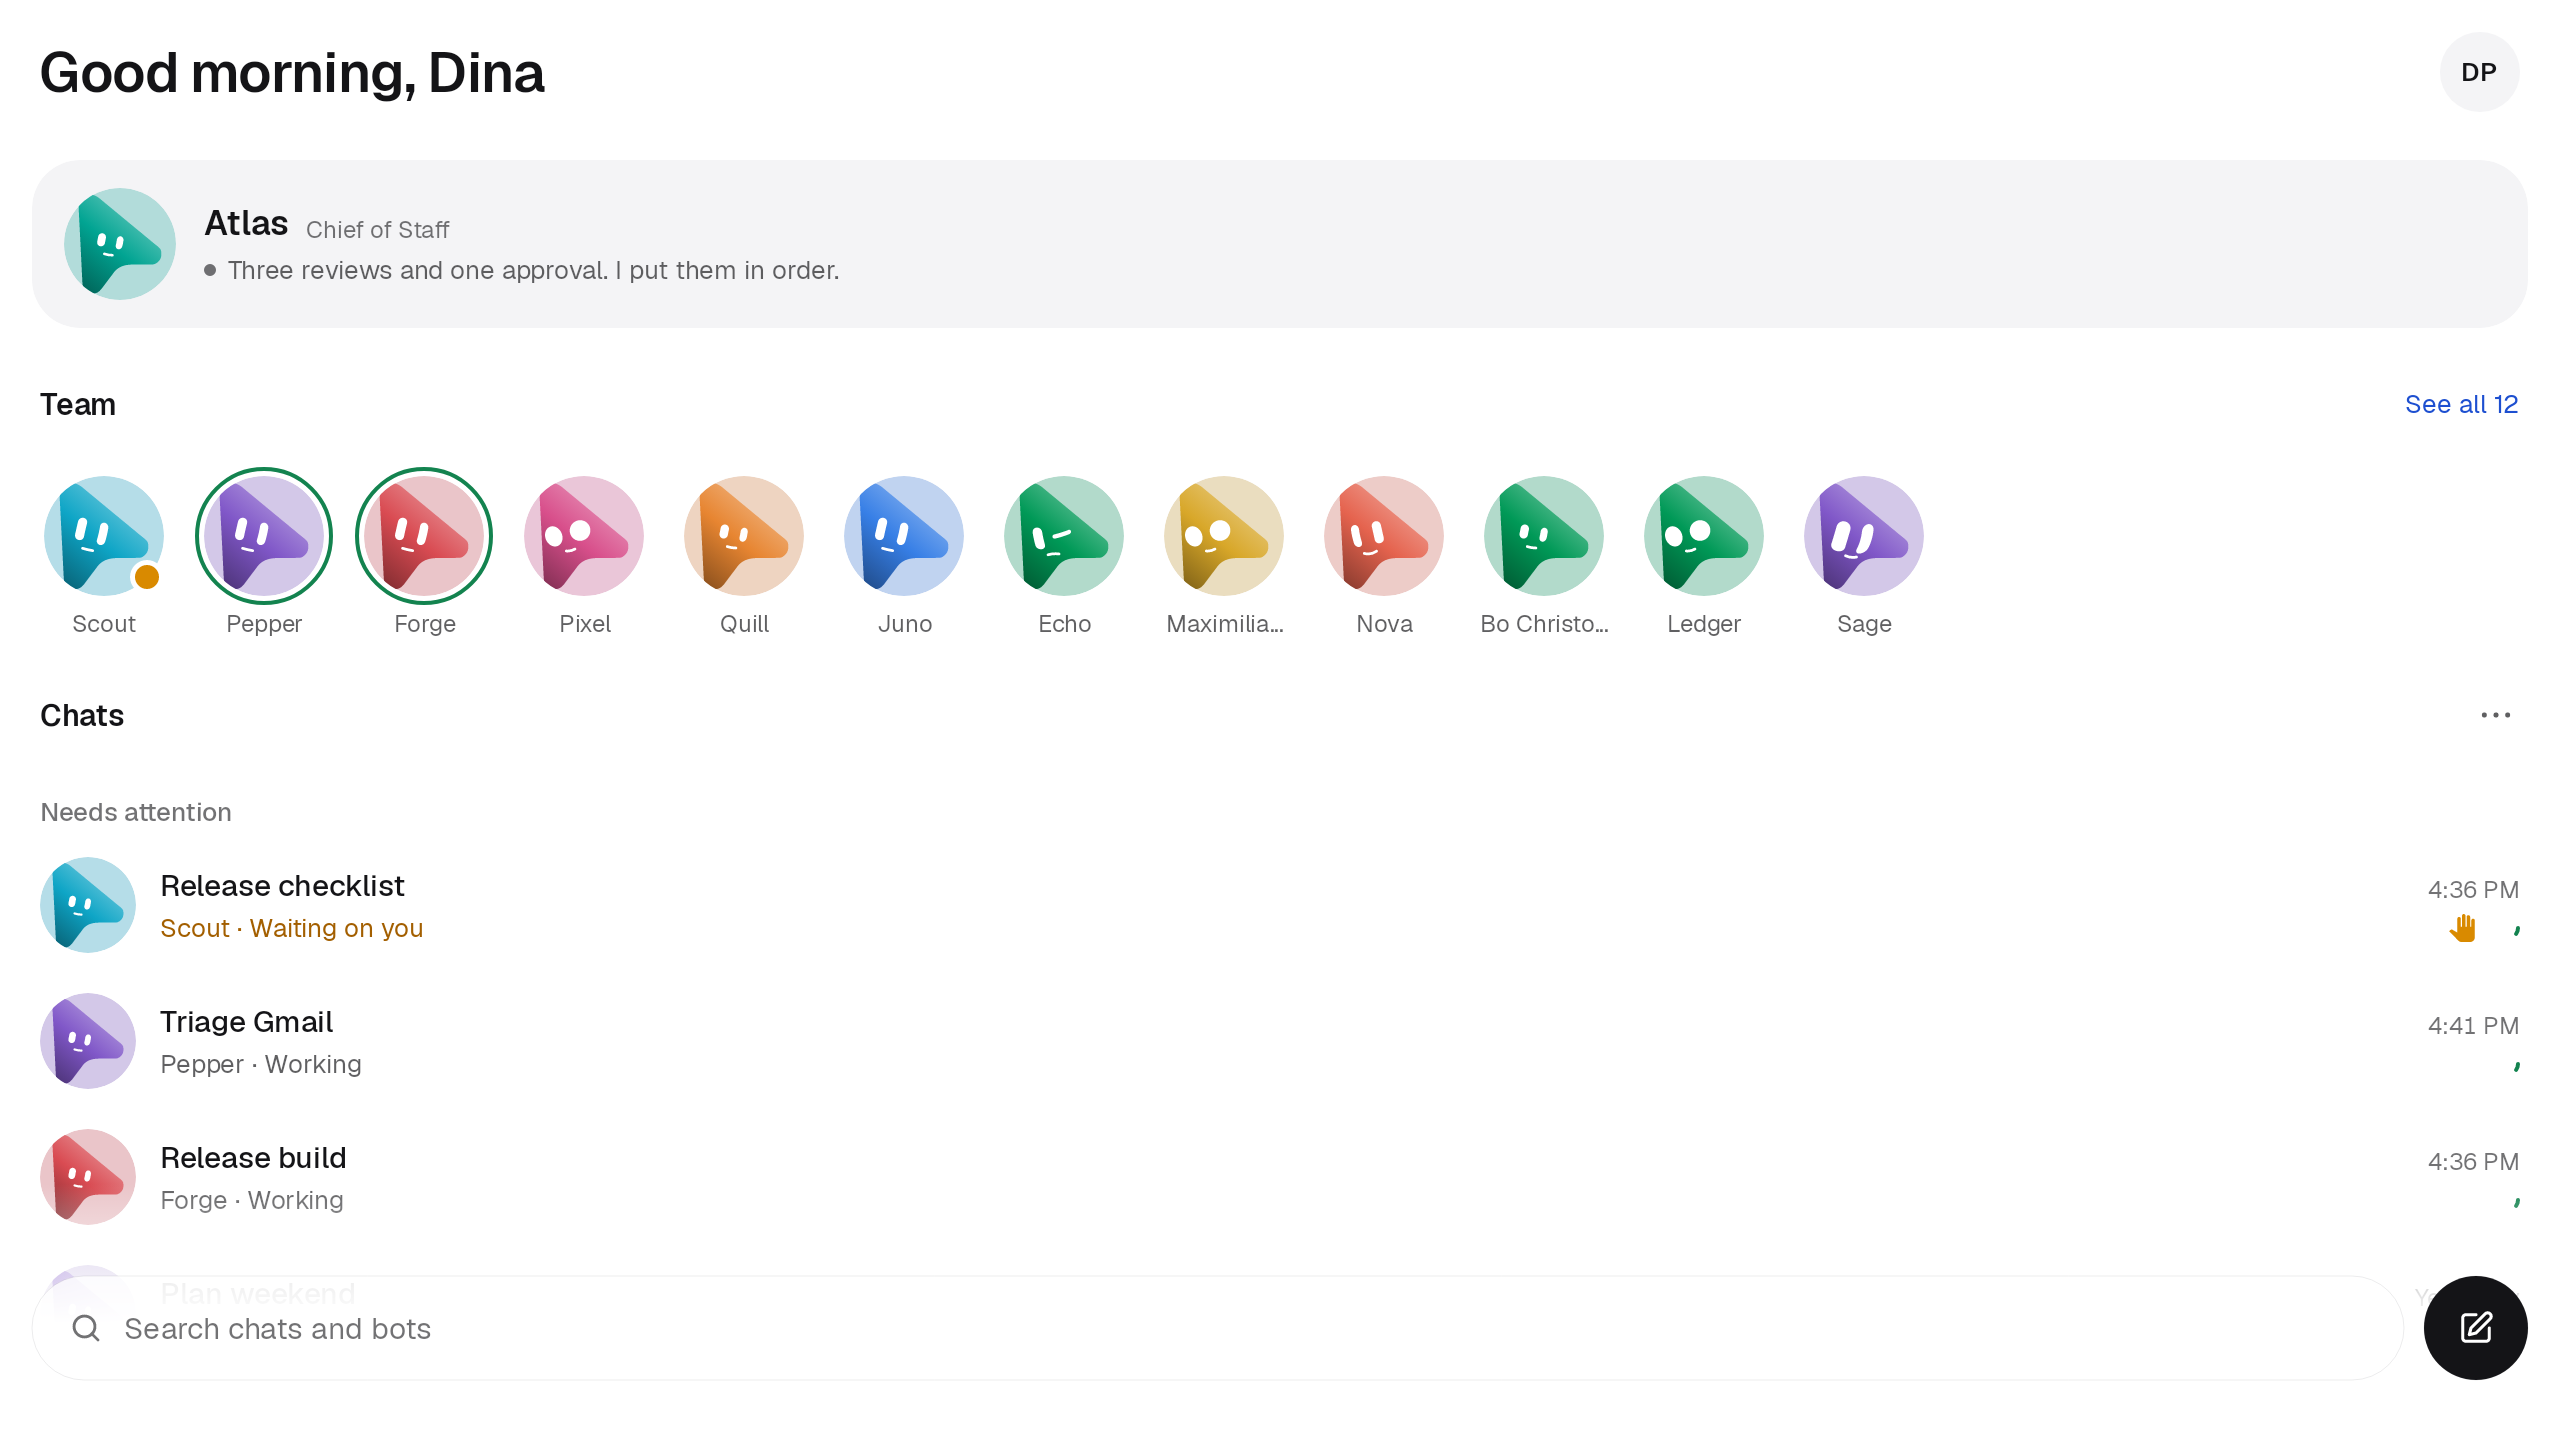 Good morning, Dina
DP
Atlas Chief of Staff
Three reviews and one approval. I put them in order.
Team
See all 12
Scout Pepper Forge Pixel Quill Juno Echo Maximilia... Nova Bo Christo... Ledger Sage
Chats
Needs attention
Release checklist
4:36 PM
Scout · Waiting on you
Triage Gmail
4:41 PM
Pepper · Working
Release build
4:36 PM
Forge · Working
Plan weekend
Search chats and bots